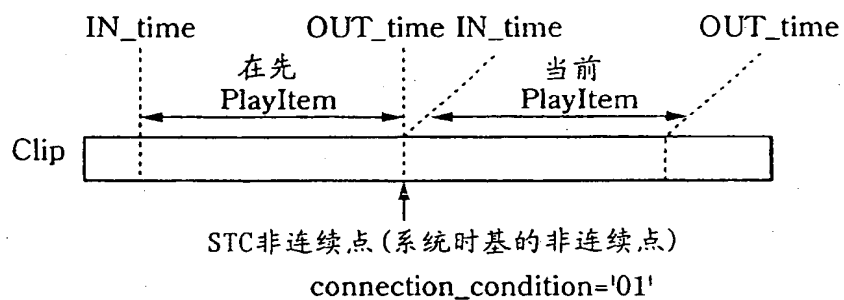 IN_time OUT_time IN_time OUT_time
在先 当前
PlayItem PlayItem
Clip
STC非连续点(系统时基的非连续点)
connection_condition='01'